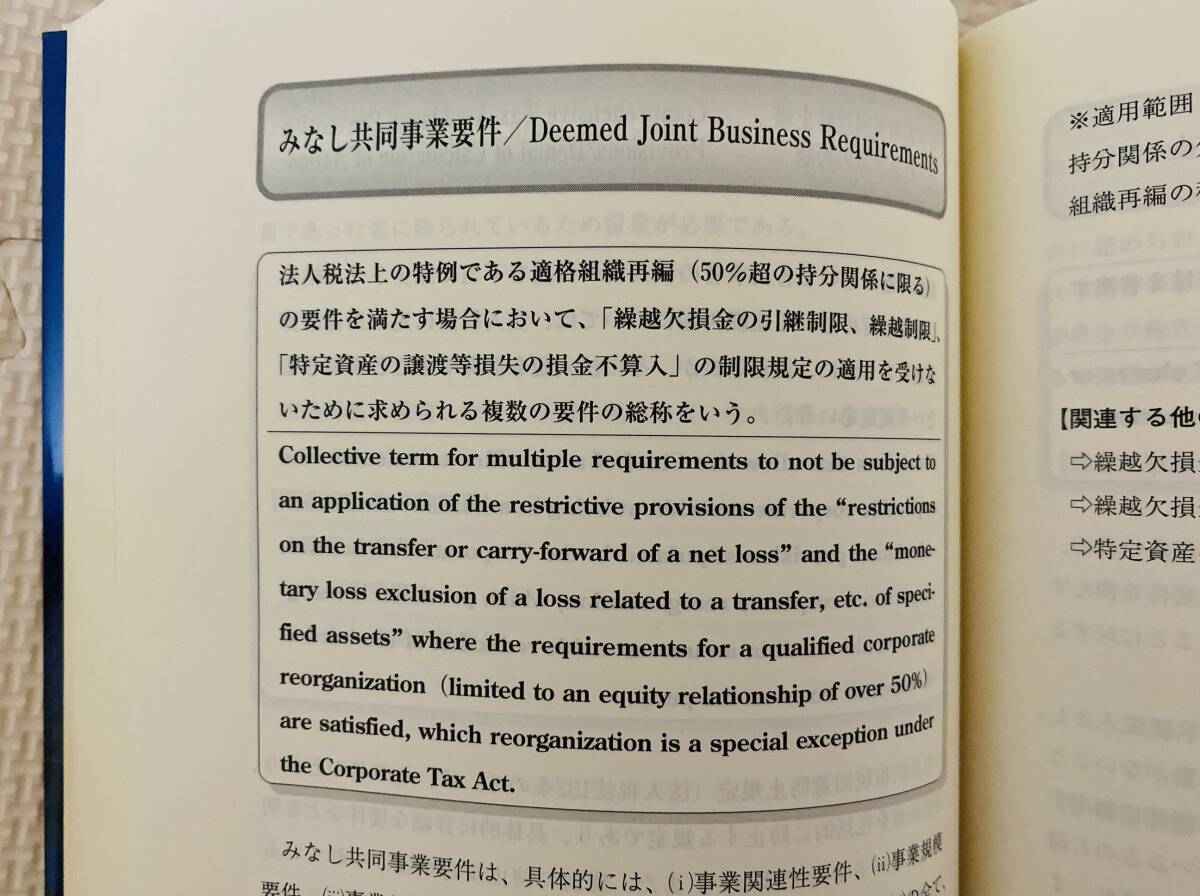 みなし共同事業要件／Deemed Joint Business Requirements
法人税法上の特例である適格組織再編（50%超の持分関係に限る）
の要件を満たす場合において、「繰越欠損金の引継制限、繰越制限」、
「特定資産の譲渡等損失の損金不算入」の制限規定の適用を受けな
いために求められる複数の要件の総称をいう。
Collective term for multiple requirements to not be subject to
an application of the restrictive provisions of the “restrictions
on the transfer or carry-forward of a net loss” and the “mone-
tary loss exclusion of a loss related to a transfer, etc. of speci-
fied assets” where the requirements for a qualified corporate
reorganization（limited to an equity relationship of over 50%）
are satisfied, which reorganization is a special exception under
the Corporate Tax Act.
みなし共同事業要件は、具体的には、(ⅰ)事業関連性要件、(ⅱ)事業規模
要件、(ⅲ)事業
の全て、
※適用範囲
持分関係の
組織再編の
【関連する他の
⇨繰越欠損
⇨繰越欠損
⇨特定資産